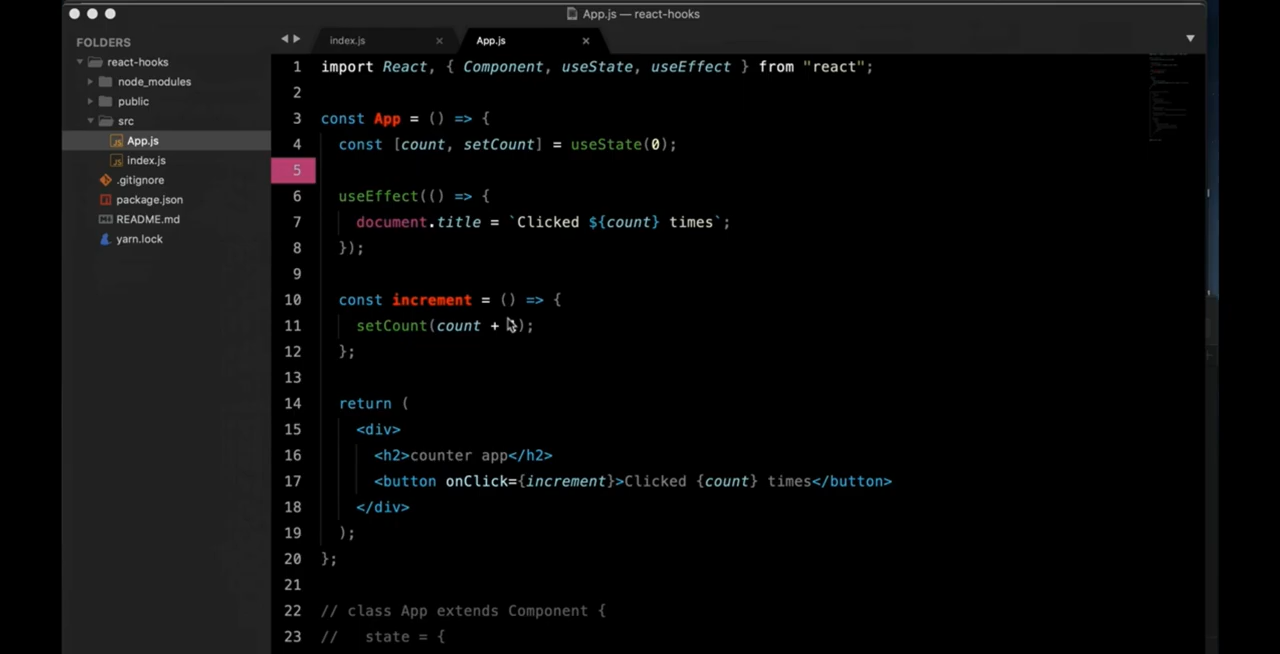 App.js — react-hooks
FOLDERS
react-hooks
node_modules
public
src
App.js
index.js
.gitignore
package.json
README.md
yarn.lock
index.js
App.js
1 import React, { Component, useState, useEffect } from "react";
2
3 const App = () => {
4 const [count, setCount] = useState(0);
5
6 useEffect(() => {
7 document.title = `Clicked ${count} times`;
8 });
9
10 const increment = () => {
11 setCount(count + );
12 };
13
14 return (
15 <div>
16 <h2>counter app</h2>
17 <button onClick={increment}>Clicked {count} times</button>
18 </div>
19 );
20 };
21
22 // class App extends Component {
23 // state = {